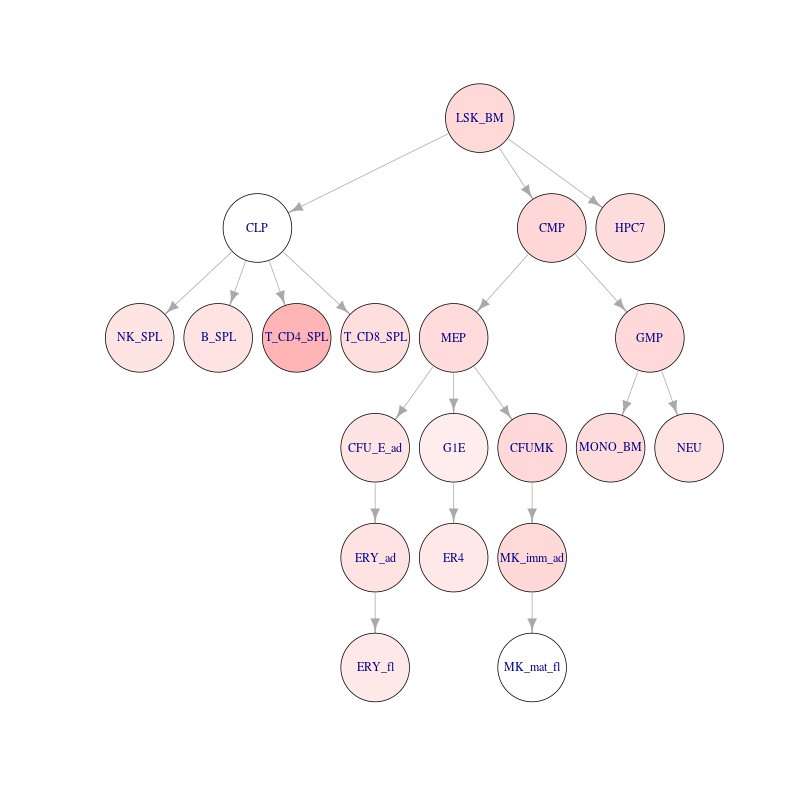 LSK_BM
CLP
CMP
HPC7
NK_SPL
B_SPL
T_CD4_SPL
T_CD8_SPL
MEP
GMP
CFU_E_ad
G1E
CFUMK
MONO_BM
NEU
ERY_ad
ER4
MK_imm_ad
ERY_fl
MK_mat_fl